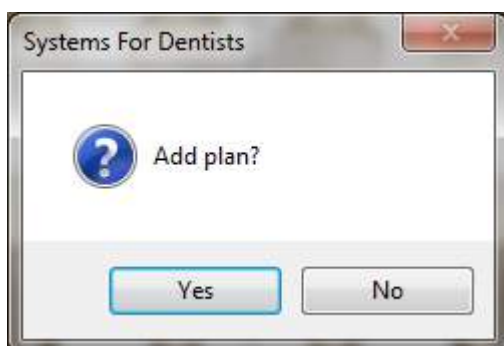 Systems For Dentists
Add plan?
Yes
No